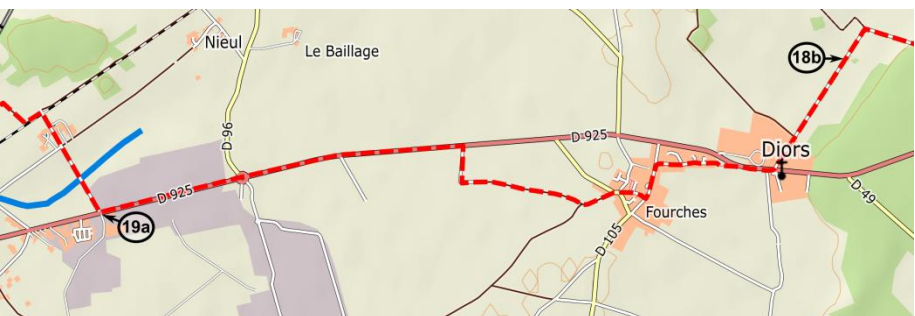 Nieul
Le Baillage
18b
D 96
D 925
Diors
D 925
D 49
19a
Fourches
D 105